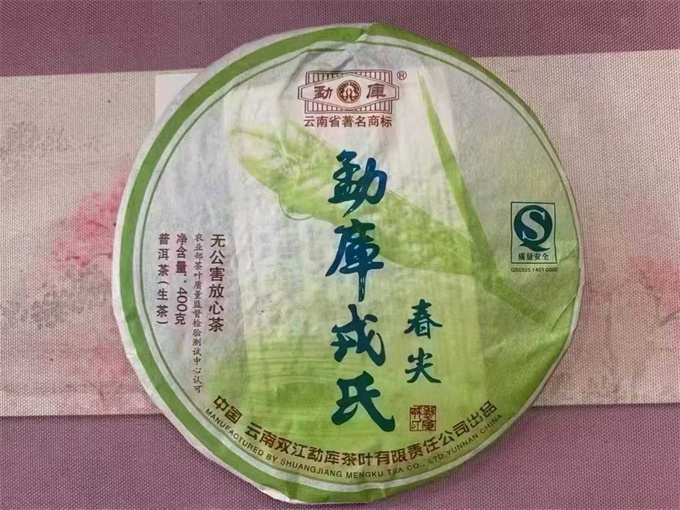 勐 库
®
云南省著名商标
勐庫戎氏
春尖
质量安全
QS5335 1401 0068
无公害放心茶
农业部茶叶质量监督检验测试中心认可
净含量：400克
普洱茶（生茶）
中国 云南双江勐库茶叶有限责任公司出品
MANUFACTURED BY SHUANGJIANG MENGKU TEA CO., LTD.YUNNAN CHINA